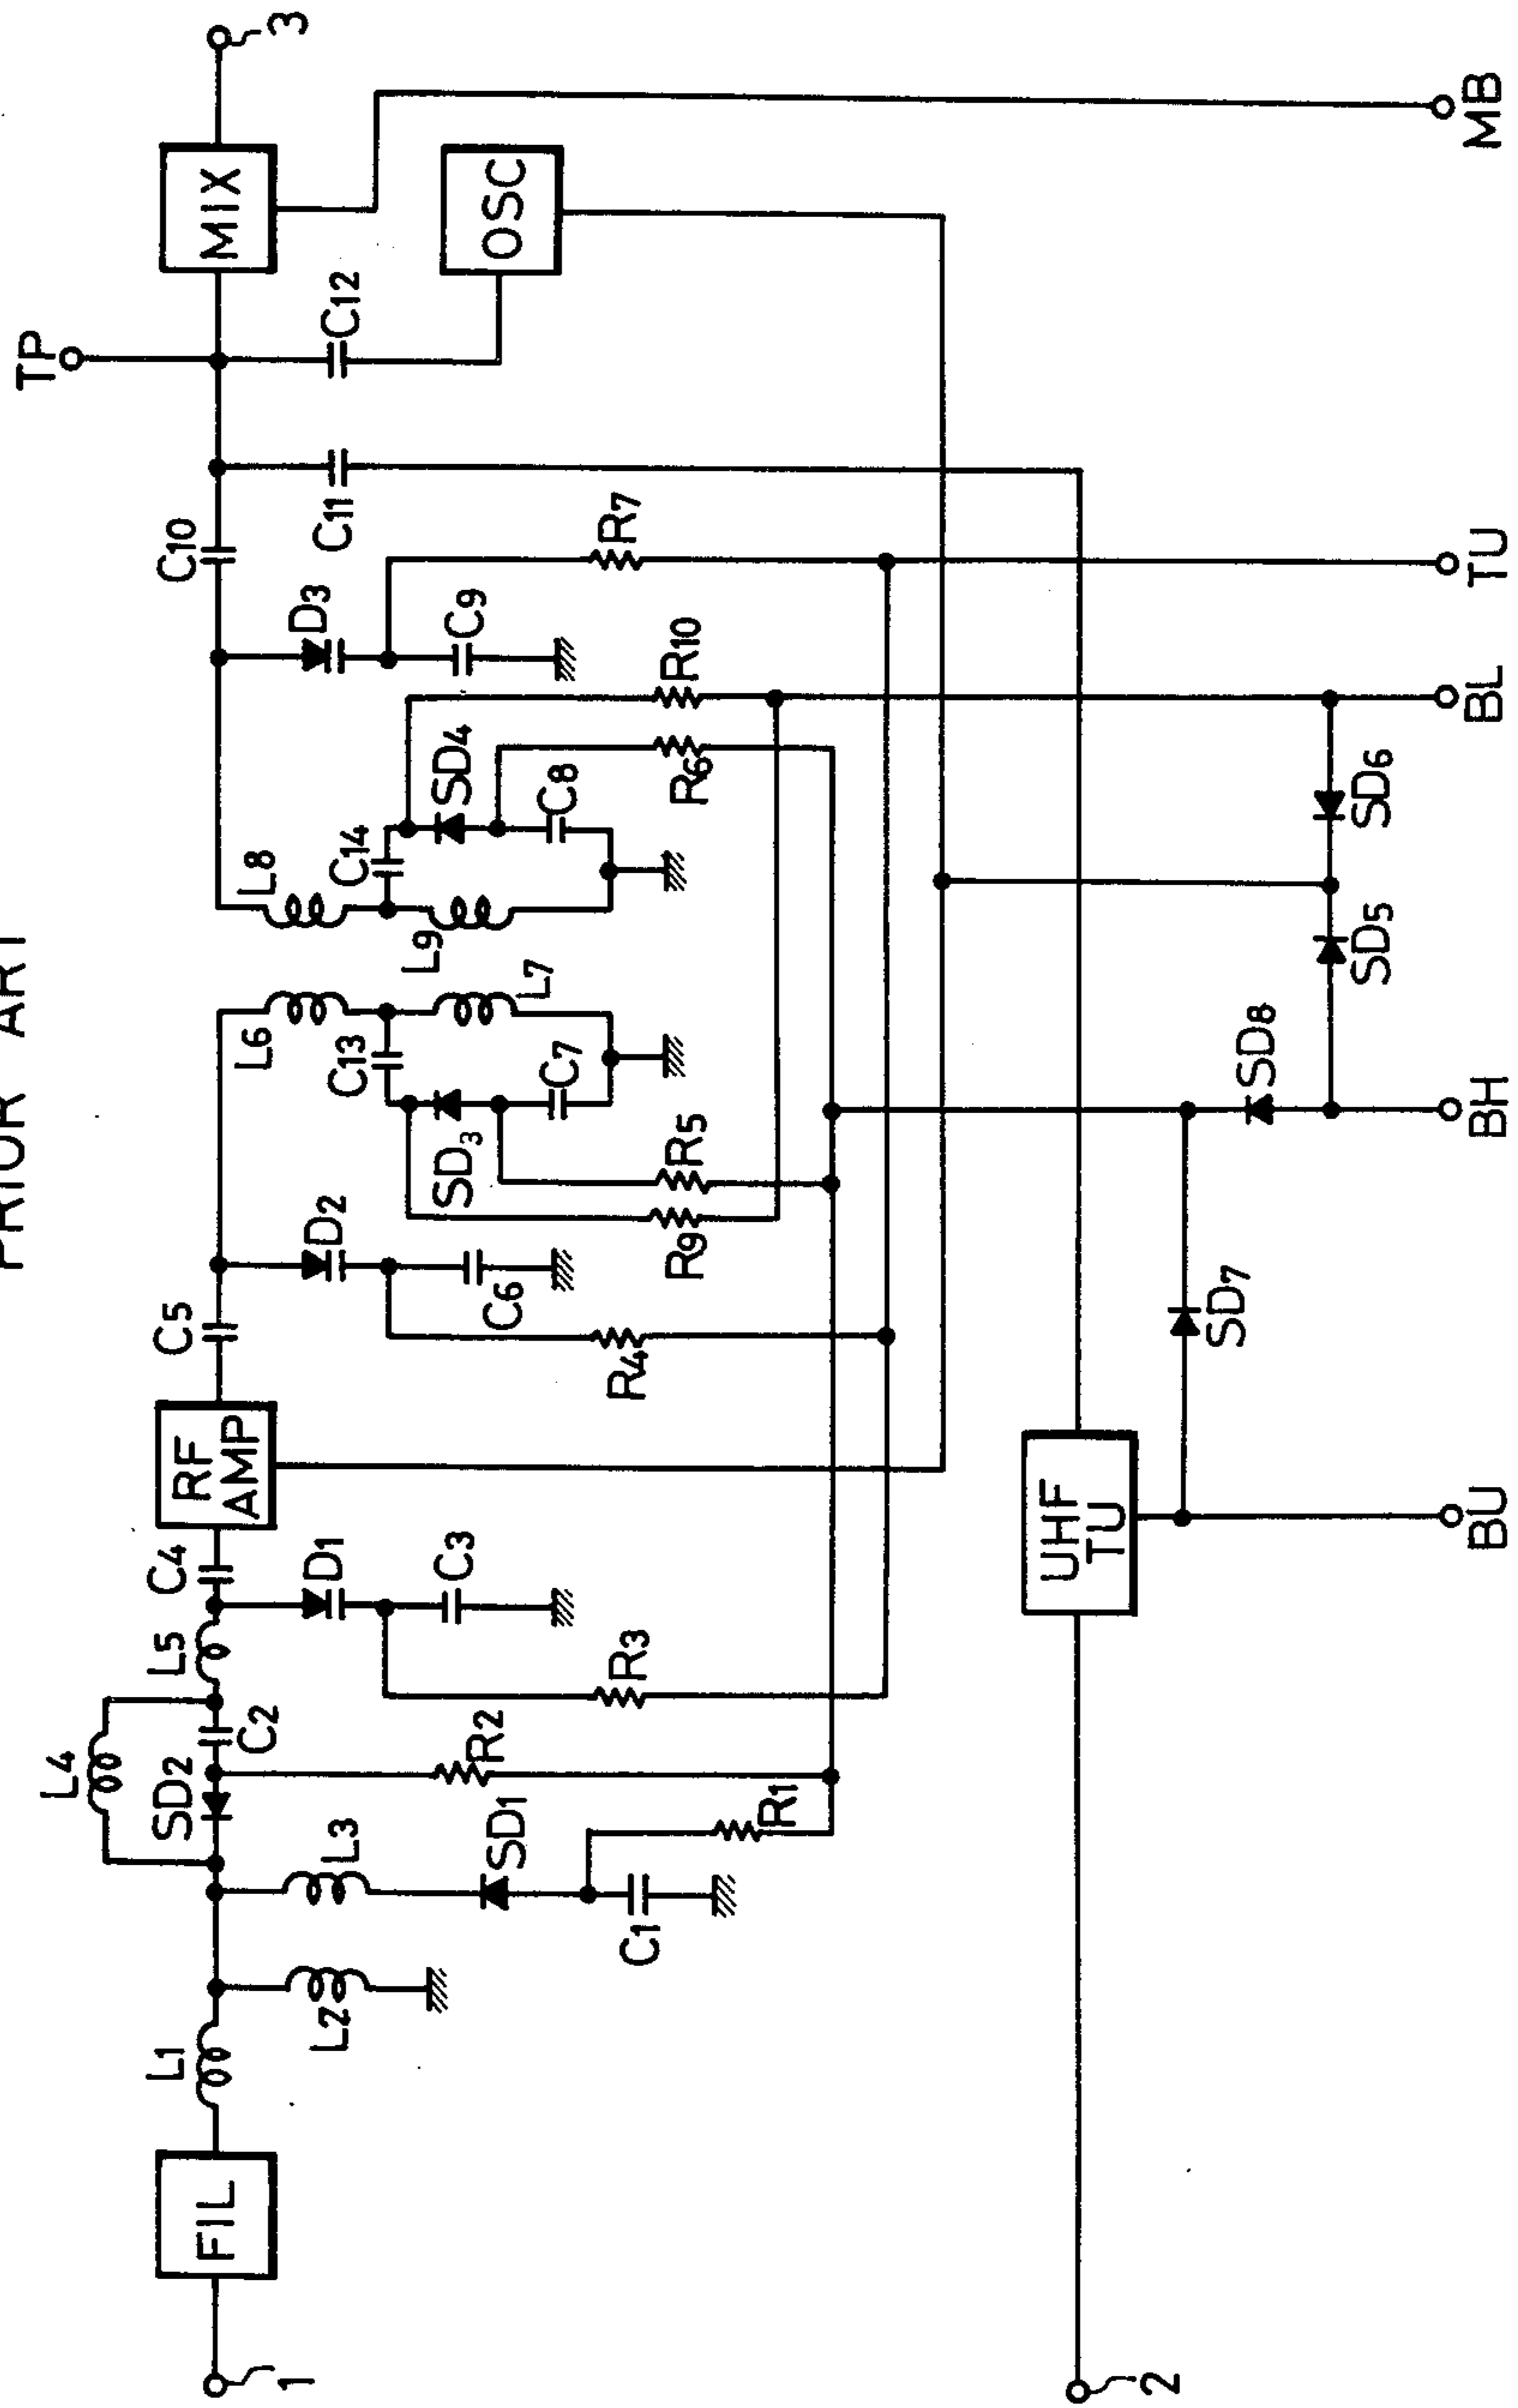 PRIOR ART
TP
3
MIX
C10
C12
C5
C4
RF
AMP
L5
L4
SD2
C2
L1
FIL
1
L8
D3
C11
OSC
L6
D2
D1
L3
L2
C14
SD4
C9
R7
C13
L9
L7
SD3
C7
C8
C6
C3
R2
SD1
C1
R10
R6
R5
R9
R4
R3
R1
UHF
TU
SD8
SD7
SD5
SD6
2
BU
BH
BL
TU
MB